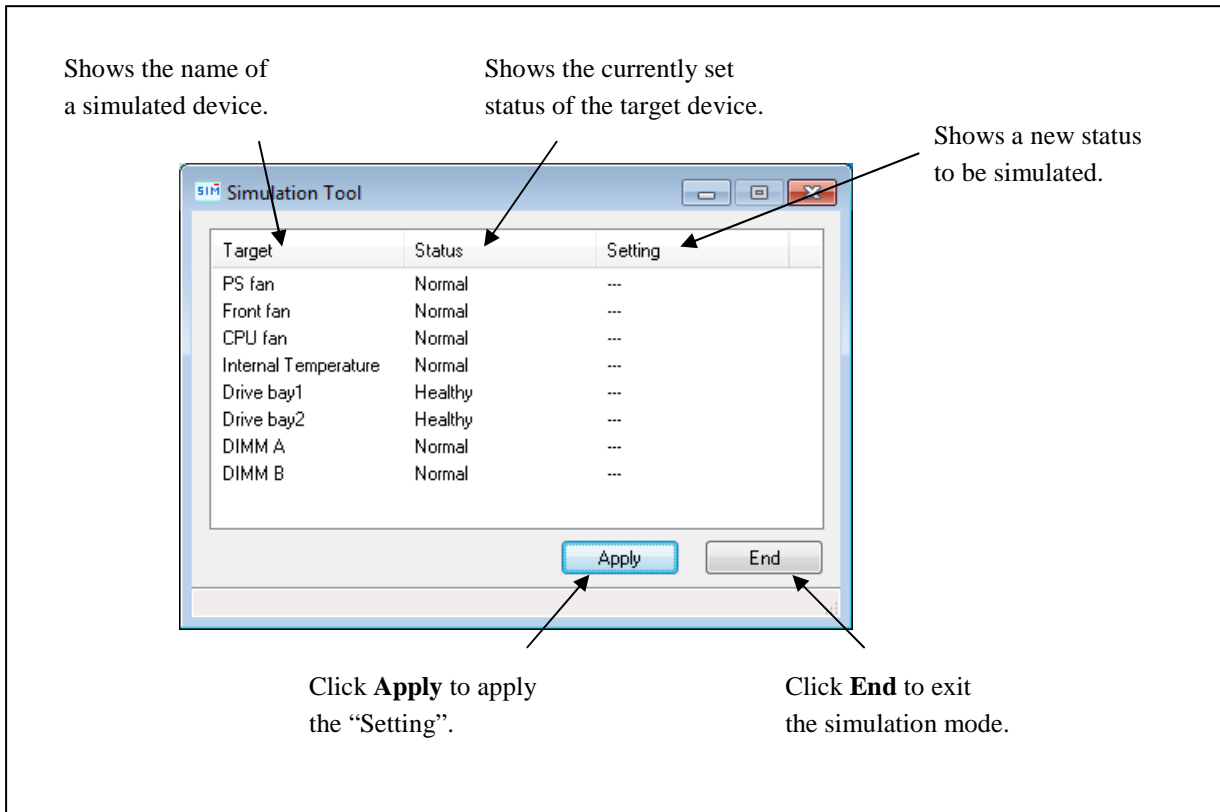 Shows the name of
a simulated device.
Shows the currently set
status of the target device.
Shows a new status
to be simulated.
SIM Simulation Tool
Target Status Setting
PS fan Normal ---
Front fan Normal ---
CPU fan Normal ---
Internal Temperature Normal ---
Drive bay1 Healthy ---
Drive bay2 Healthy ---
DIMM A Normal ---
DIMM B Normal ---
Apply End
Click Apply to apply
the “Setting”.
Click End to exit
the simulation mode.